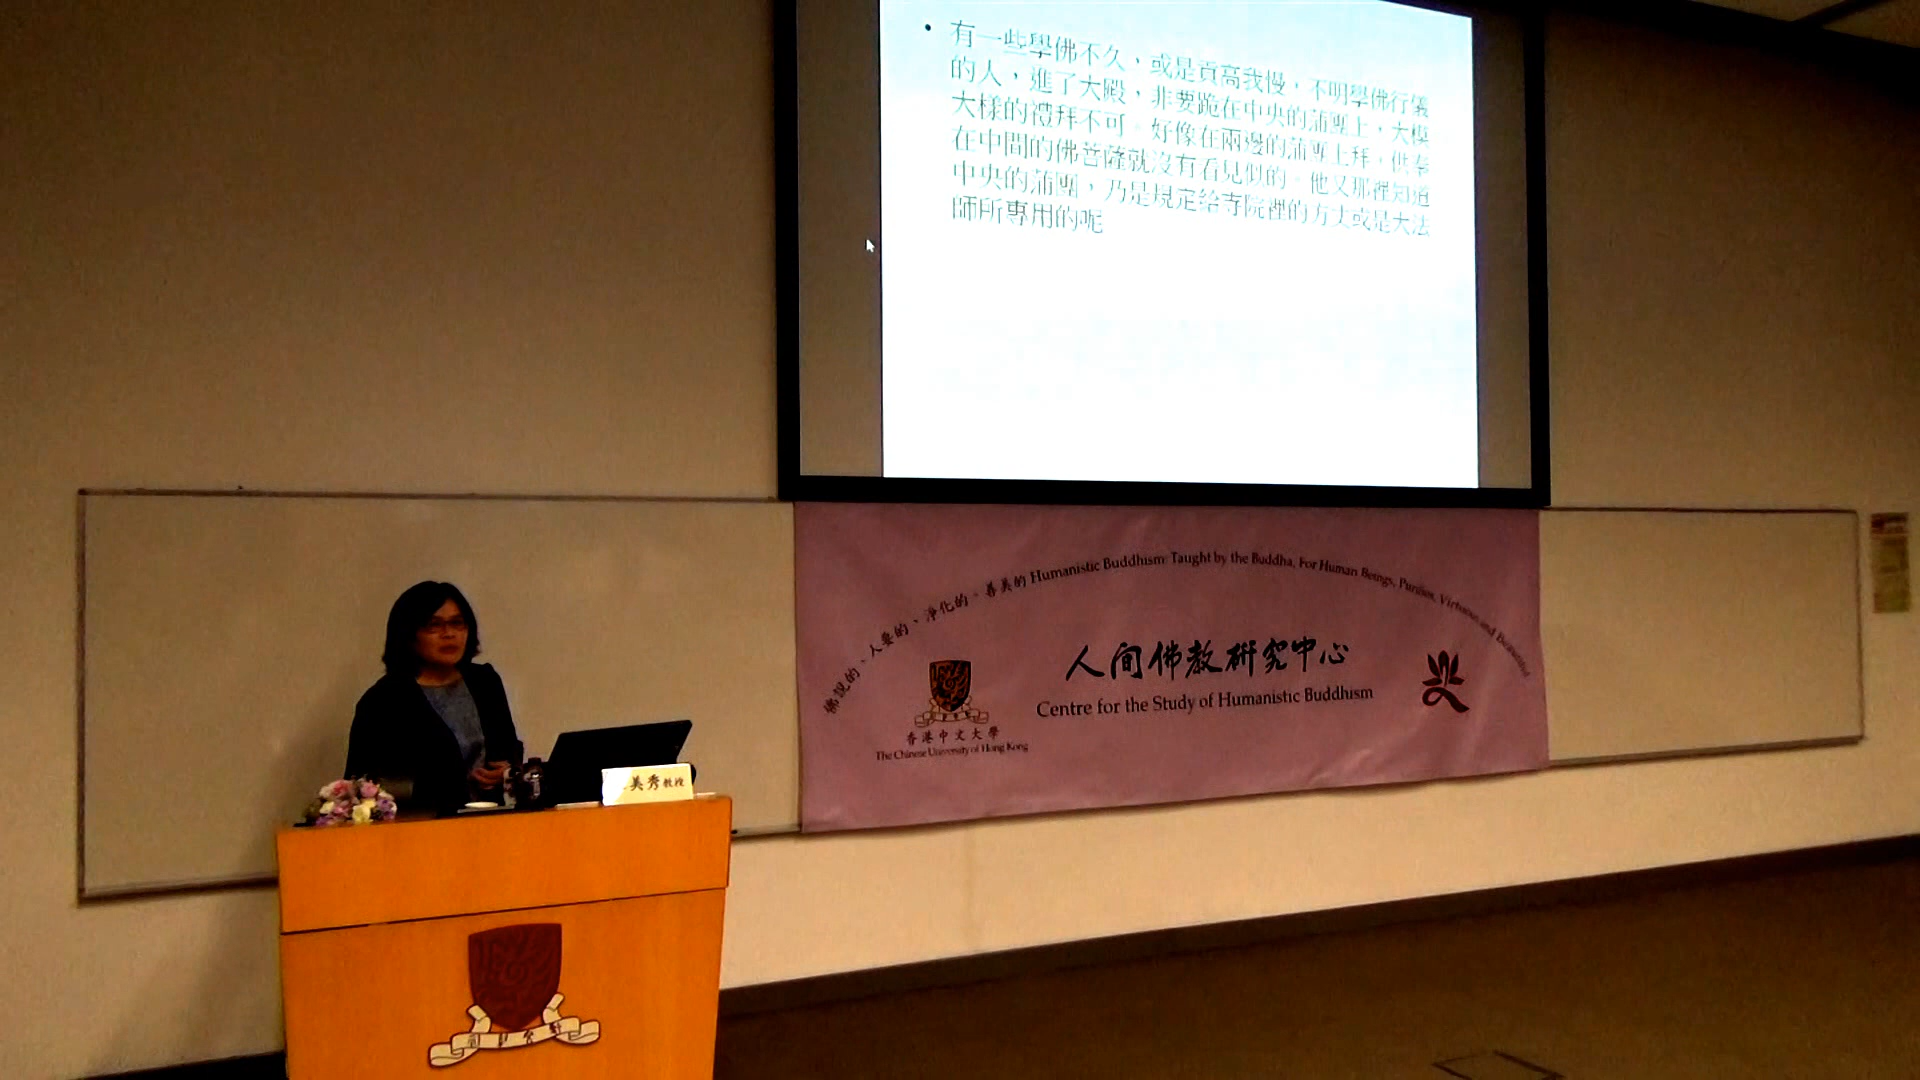 有一些學佛不久，或是貢高我慢，不明學佛行儀
的人，進了大殿，非要跪在中央的蒲團上，大模
大樣的禮拜不可。好像在兩邊的蒲團上拜，供奉
在中間的佛菩薩就沒有看見似的。他又那裡知道
中央的蒲團，乃是規定給寺院裡的方丈或是大法
師所專用的呢
佛說的、人要的、淨化的、善美的 Humanistic Buddhism: Taught by the Buddha, For Human Beings, Purifies, Virtuous and Beautiful
人间佛教研究中心
Centre for the Study of Humanistic Buddhism
香港中文大學
The Chinese University of Hong Kong
美秀教授